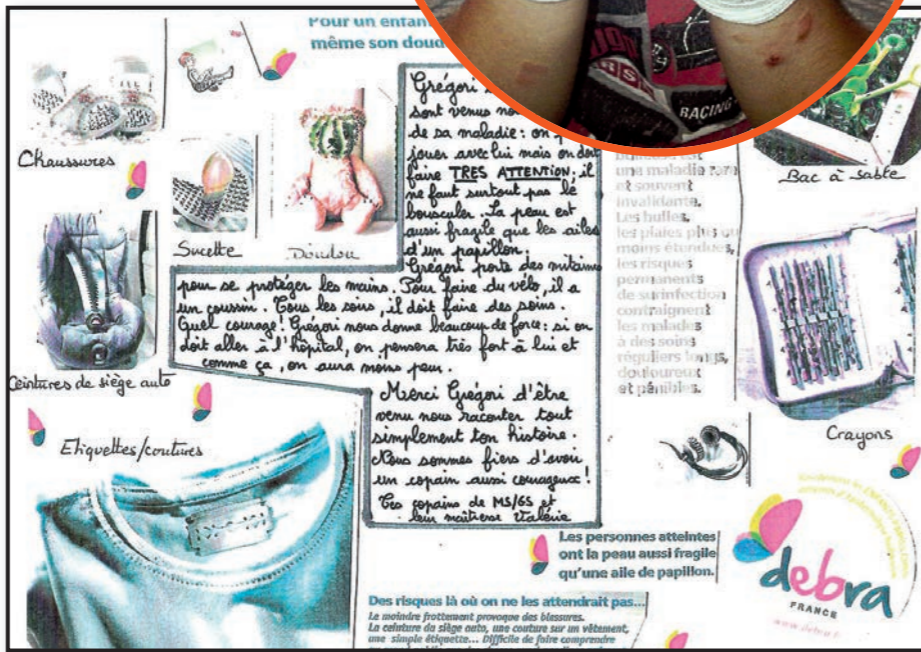 Pour un enfant
même son doud
RACING
Chaussures
Sucette
Doudou
Bac à sable
Ceintures de siège auto
Etiquettes/coutures
Crayons
Grégori
sont venus no
de sa maladie : on
jouer avec lui mais on doit
faire TRES ATTENTION : il
ne faut surtout pas le
bousculer. La peau est
aussi fragile que les ailes
d'un papillon.
Grégori porte des mitaines
pour se protéger les mains. Pour faire du vélo, il a
un coussin. Tous les soirs, il doit faire des soins.
Quel courage ! Grégori nous donne beaucoup de force : si on
doit aller à l'hôpital, on pensera très fort à lui et
comme ça, on aura moins peur.
Merci Grégori d'être
venu nous raconter tout
simplement ton histoire.
Nous sommes fiers d'avoir
un copain aussi courageux !
Tes copains de MS/GS et
leur maîtresse Valérie
une maladie rare
et souvent
invalidante.
Les bulles,
les plaies plus ou
moins étendues,
les risques
permanents
de surinfection
contraignent
les malades
à des soins
réguliers longs,
douloureux
et pénibles.
Les personnes atteintes
ont la peau aussi fragile
qu'une aile de papillon.
debra
FRANCE
www.debra.fr
Des risques là où on ne les attendrait pas...
Le moindre frottement provoque des blessures.
La ceinture du siège auto, une couture sur un vêtement,
une simple étiquette... Difficile de faire comprendre